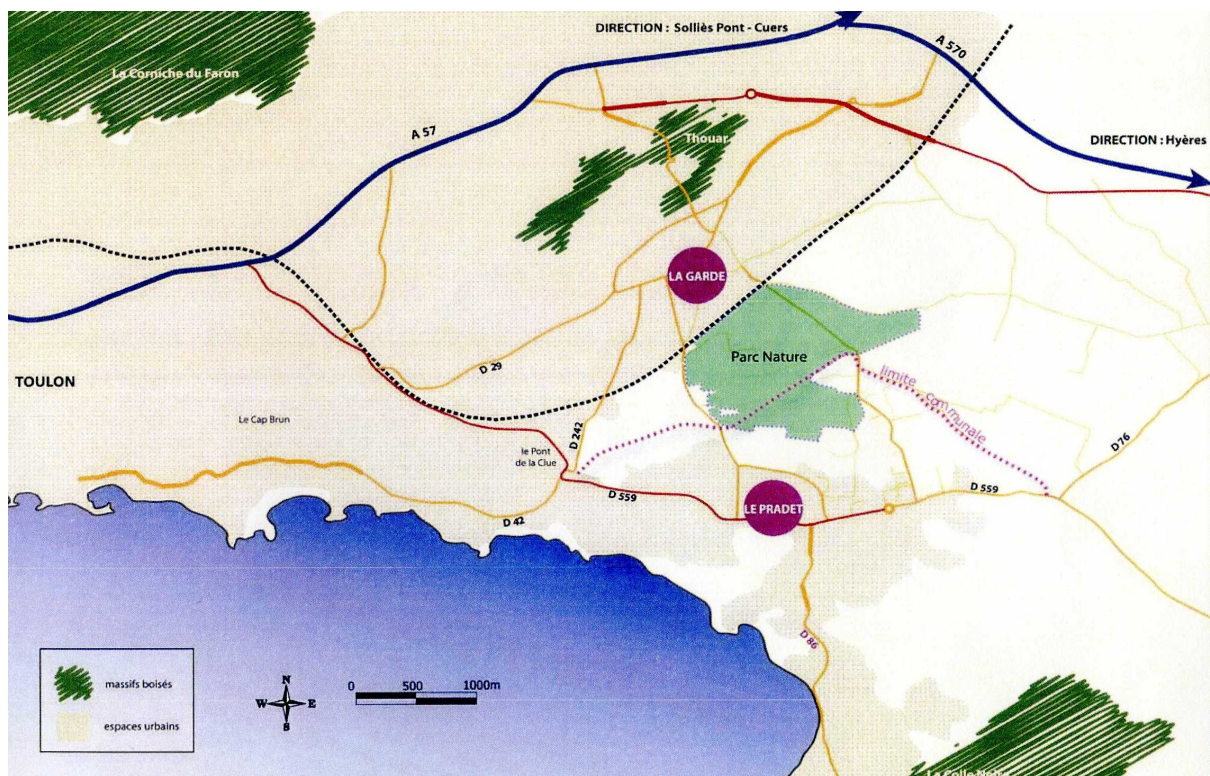 DIRECTION : Solliès Pont - Cuers
A 570
La Corniche du Faron
A 57
Thouar
DIRECTION : Hyères
LA GARDE
Parc Nature
D 29
limite communale
TOULON
Le Cap Brun
D 242
le Pont
de la Clue
D 76
D 559
D 559
LE PRADET
D 42
D 86
massifs boisés
espaces urbains
N
W E
S
0 500 1000m
La Colle